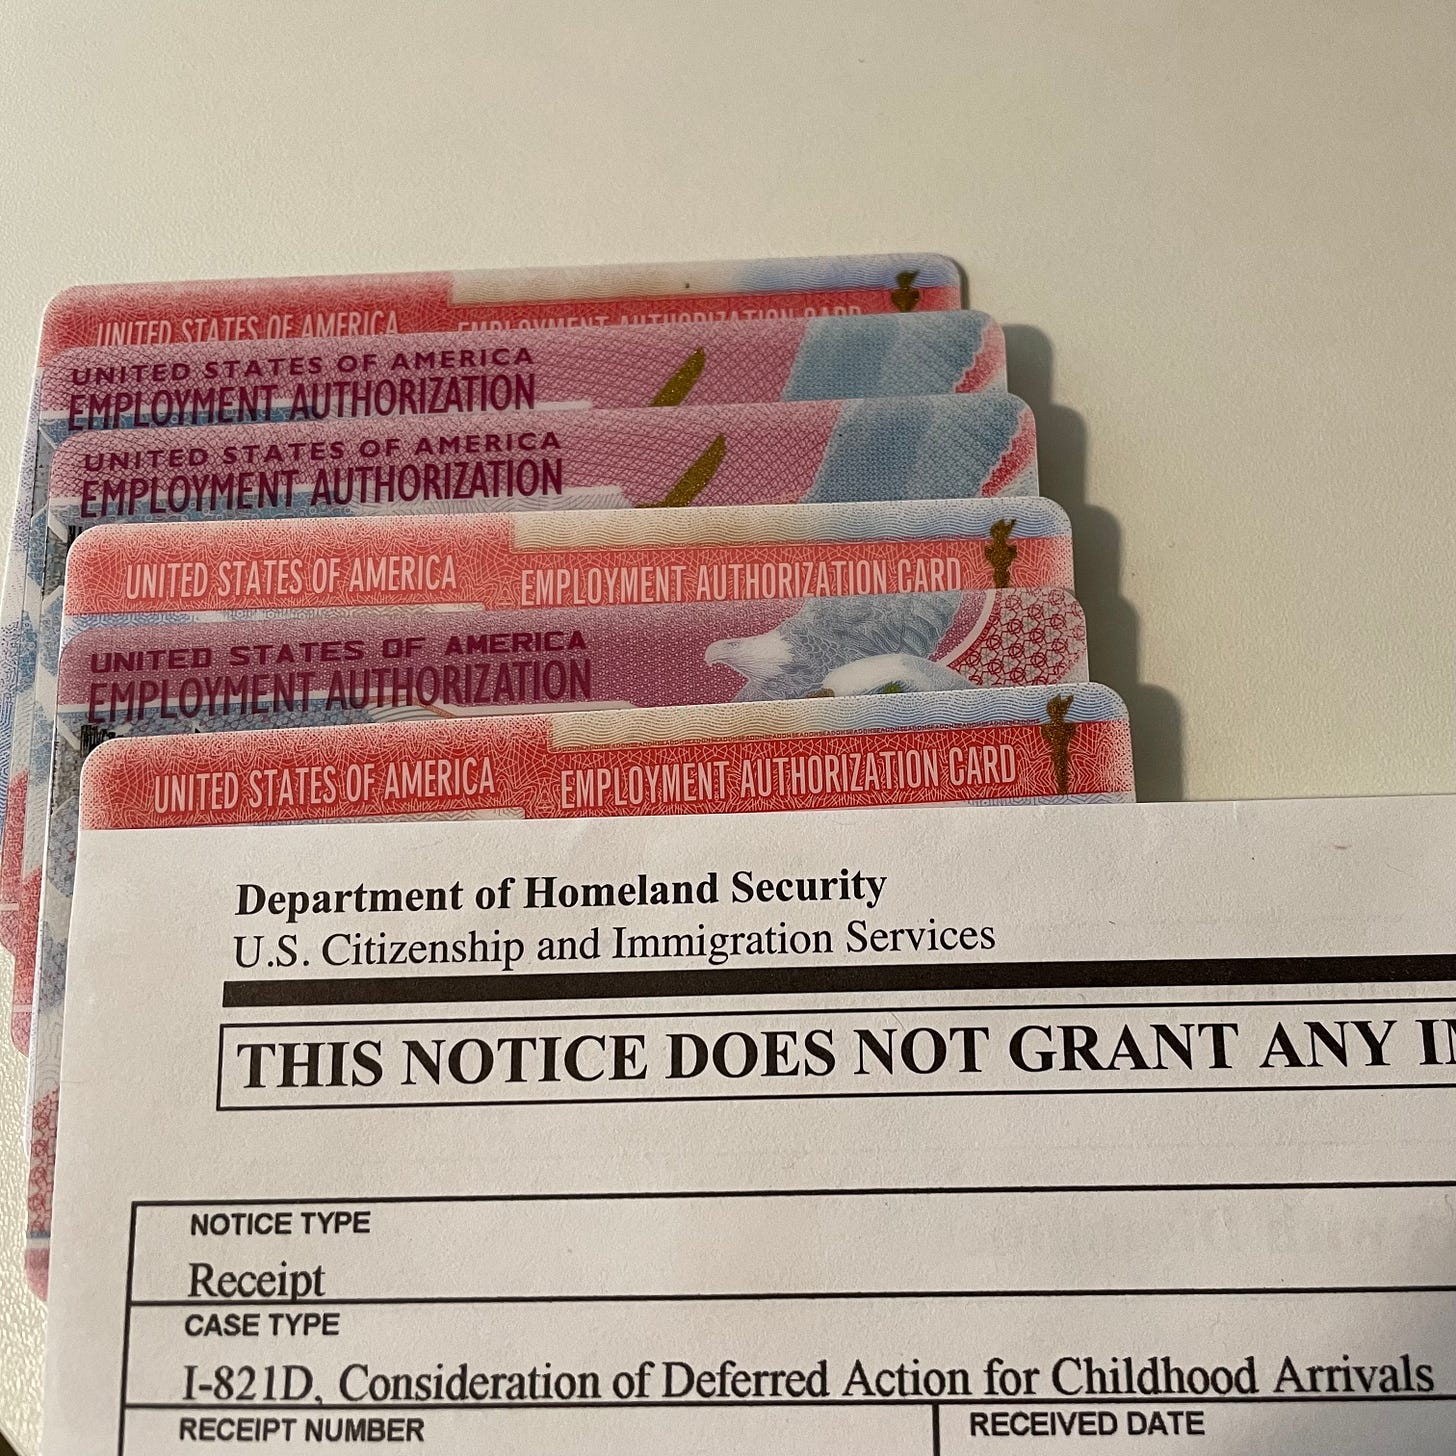 UNITED STATES OF AMERICA EMPLOYMENT AUTHORIZATION CARD
UNITED STATES OF AMERICA
EMPLOYMENT AUTHORIZATION
UNITED STATES OF AMERICA
EMPLOYMENT AUTHORIZATION
UNITED STATES OF AMERICA EMPLOYMENT AUTHORIZATION CARD
UNITED STATES OF AMERICA
EMPLOYMENT AUTHORIZATION
UNITED STATES OF AMERICA EMPLOYMENT AUTHORIZATION CARD
Department of Homeland Security
U.S. Citizenship and Immigration Services
THIS NOTICE DOES NOT GRANT ANY
NOTICE TYPE
Receipt
CASE TYPE
I-821D, Consideration of Deferred Action for Childhood Arrivals
RECEIPT NUMBER RECEIVED DATE